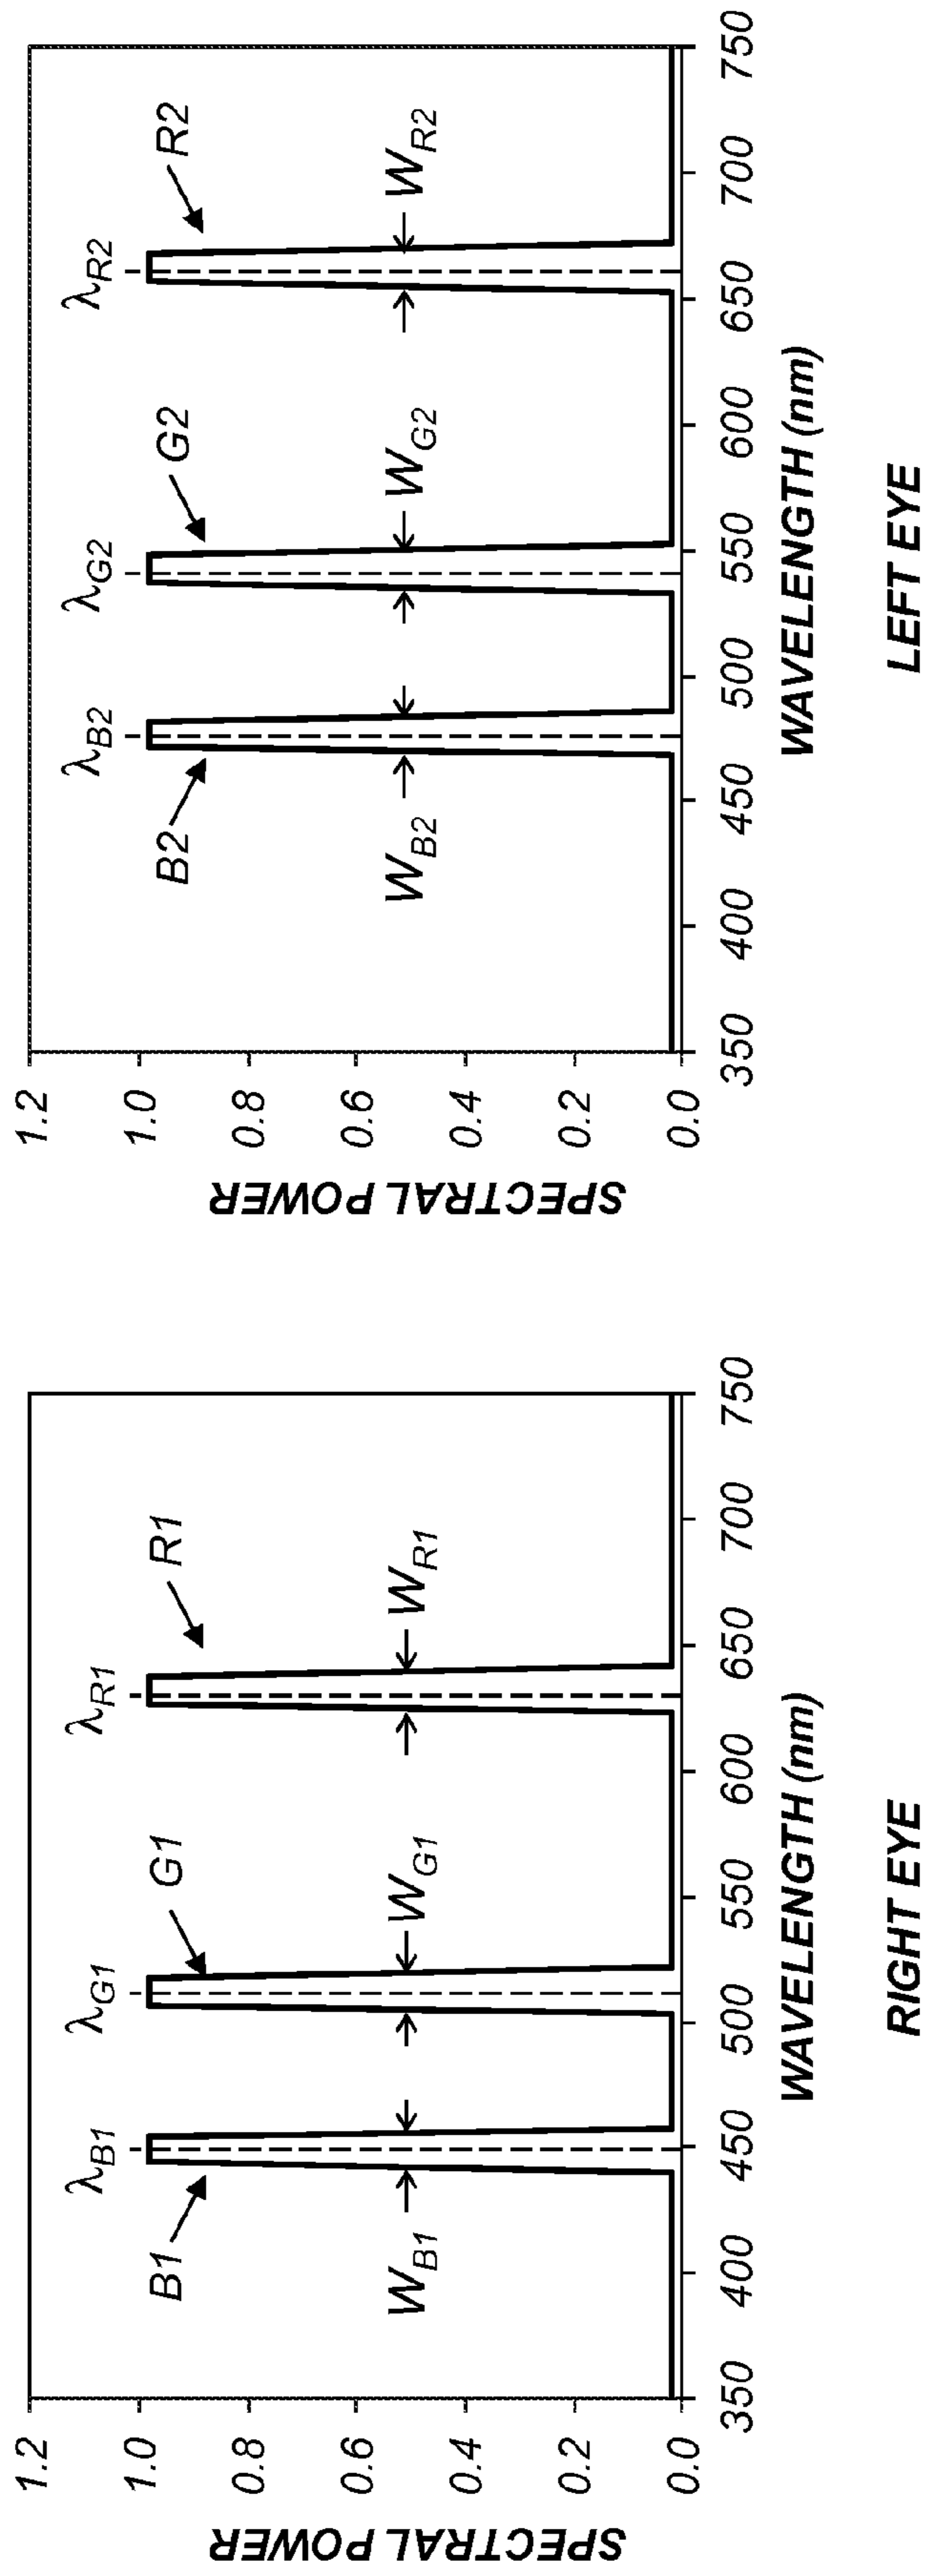 SPECTRAL POWER
1.2
1.0
0.8
0.6
0.4
0.2
0.0
λB1 λG1 λR1
B1 G1 R1
WB1 WG1 WR1
350 400 450 500 550 600 650 700 750
WAVELENGTH (nm)
RIGHT EYE
SPECTRAL POWER
1.2
1.0
0.8
0.6
0.4
0.2
0.0
λB2 λG2 λR2
B2 G2 R2
WB2 WG2 WR2
350 400 450 500 550 600 650 700 750
WAVELENGTH (nm)
LEFT EYE